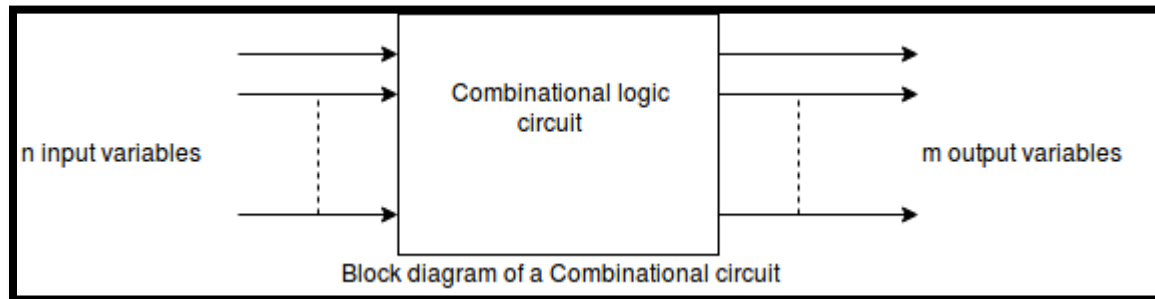 Combinational logic
circuit
n input variables
m output variables
Block diagram of a Combinational circuit